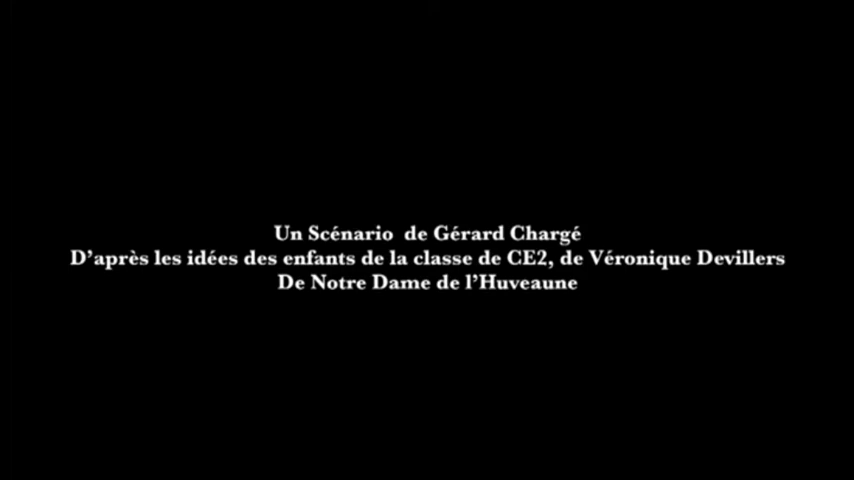 Un Scénario  de Gérard Chargé
D’après les idées des enfants de la classe de CE2, de Véronique Devillers
De Notre Dame de l’Huveaune